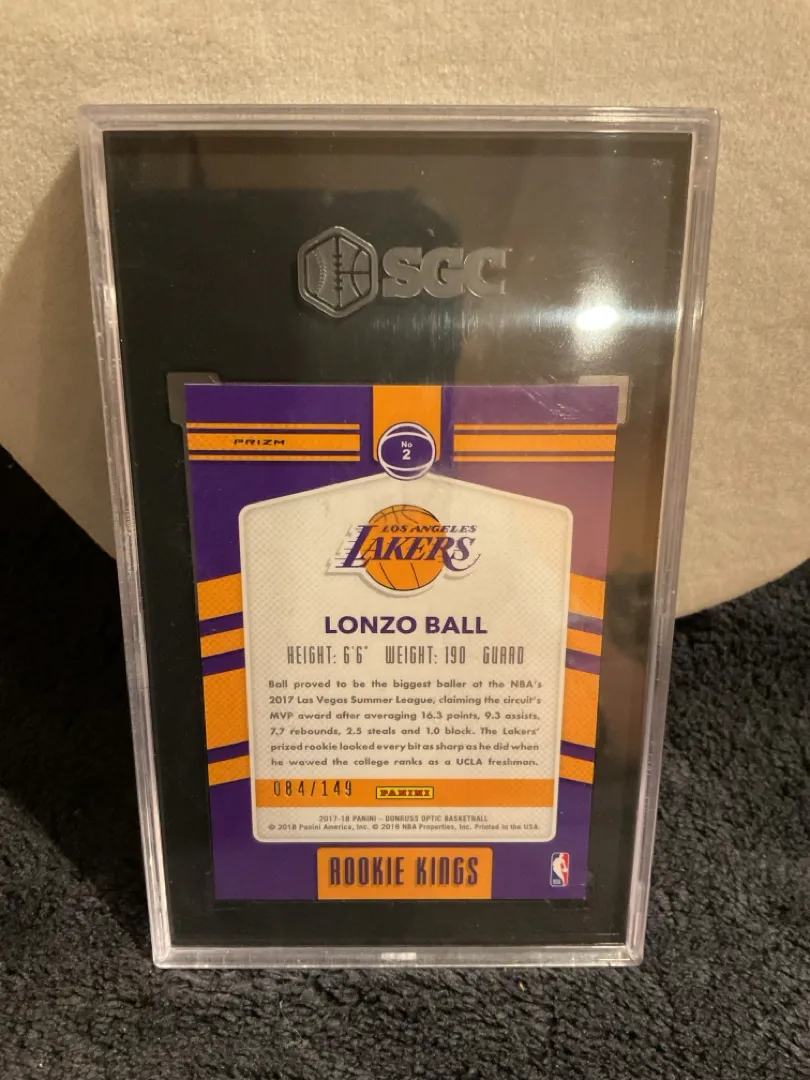 SGC
PRIZM
No
2
LOS ANGELES
LAKERS
LONZO BALL
HEIGHT: 6'6" WEIGHT: 190 GUARD
Ball proved to be the biggest baller at the NBA's
2017 Las Vegas Summer League, claiming the circuit's
MVP award after averaging 16.3 points, 9.3 assists,
7.7 rebounds, 2.5 steals and 1.0 block. The Lakers'
prized rookie looked every bit as sharp as he did when
he wowed the college ranks as a UCLA freshman.
084/149 PANINI
2017-18 PANINI – DONRUSS OPTIC BASKETBALL
© 2018 Panini America, Inc. © 2018 NBA Properties, Inc. Printed in the USA.
ROOKIE KINGS